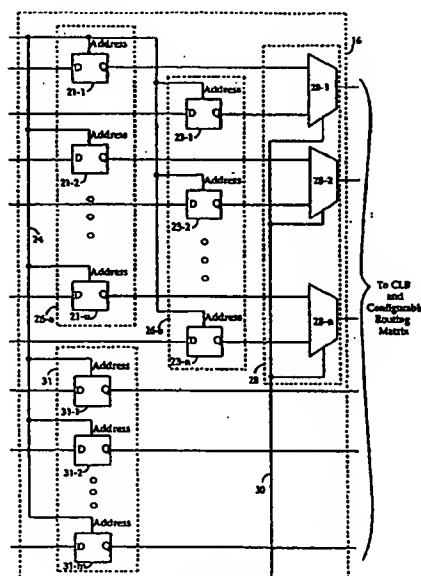 Address
16
D Q
21-1
Address
28-1
D Q
23-1
Address
D Q
21-2
Address
28-2
D Q
23-2
24
Address
D Q
21-n
25-a
Address
D Q
23-n
26-a
28-n
28
To CLB
and
Configurable
Routing
Matrix
31
Address
D Q
31-1
Address
D Q
31-2
30
Address
D Q
31-n